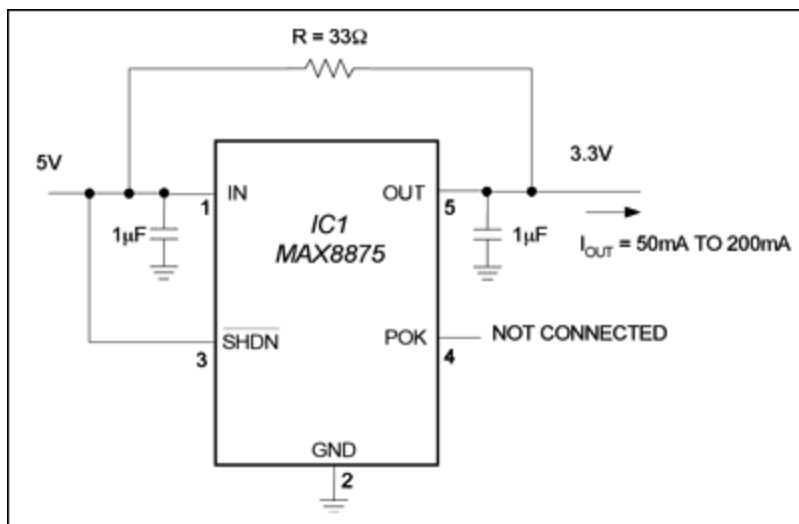 R = 33Ω
5V
3.3V
1
IN
OUT
5
1μF
IC1
MAX8875
1μF
I_OUT = 50mA TO 200mA
3
SHDN
POK
4
NOT CONNECTED
GND
2